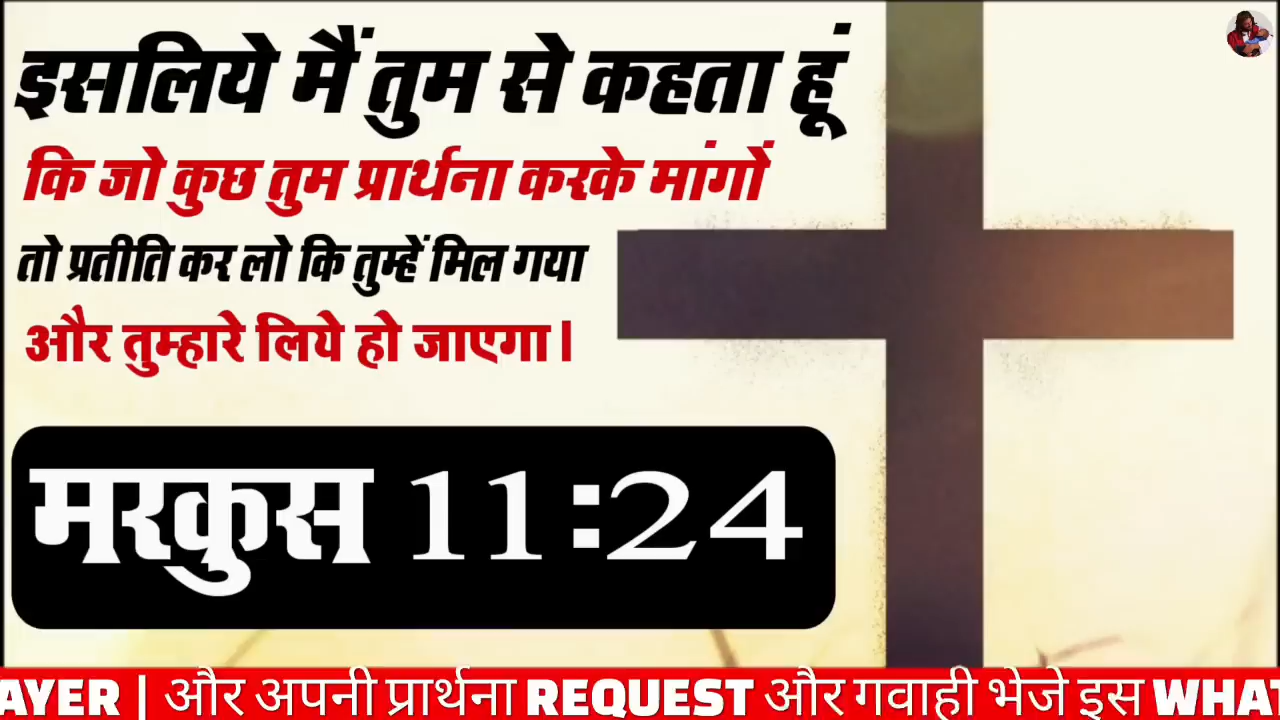 इसलिये मैं तुम से कहता हूं
कि जो कुछ तुम प्रार्थना करके मांगों
तो प्रतीति कर लो कि तुम्हें मिल गया
और तुम्हारे लिये हो जाएगा।
मरकुस 11:24
AYER | और अपनी प्रार्थना REQUEST और गवाही भेजे इस WHAT